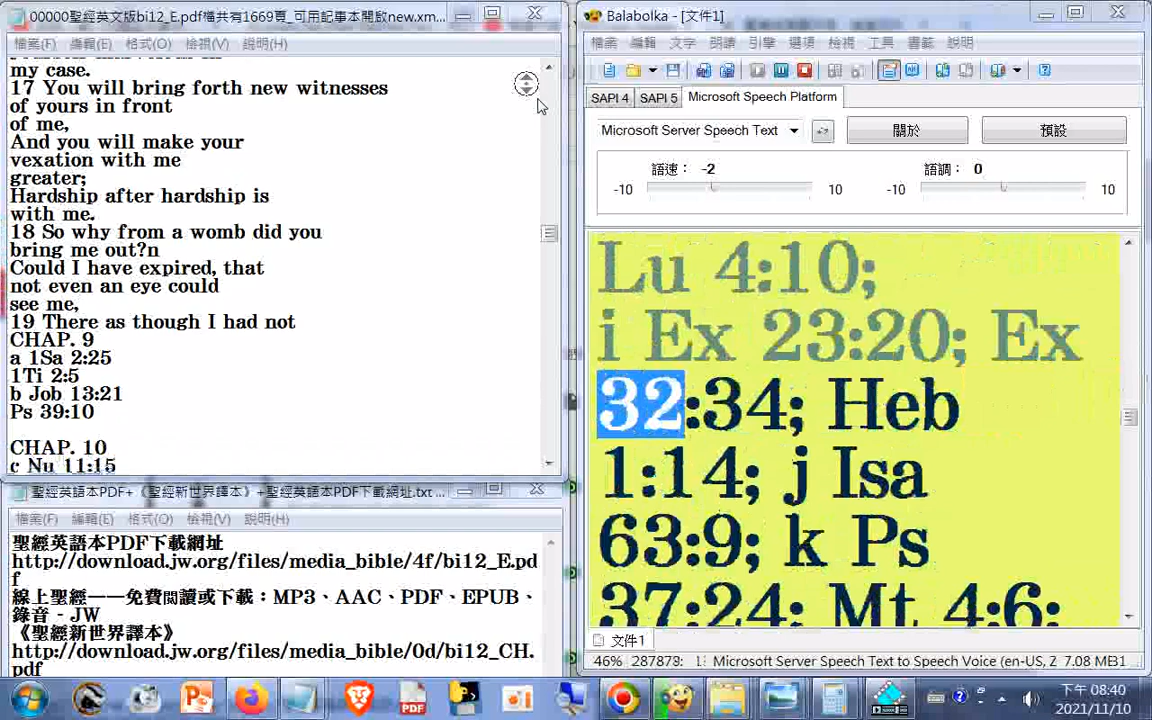 00000聖經英文版bi12_E.pdf檔共有1669頁_可用記事本開啟new.xm...
檔案(F) 編輯(E) 格式(O) 檢視(V) 說明(H)
my case.
17 You will bring forth new witnesses
of yours in front
of me,
And you will make your
vexation with me
greater;
Hardship after hardship is
with me.
18 So why from a womb did you
bring me out?n
Could I have expired, that
not even an eye could
see me,
19 There as though I had not
CHAP. 9
a 1Sa 2:25
1Ti 2:5
b Job 13:21
Ps 39:10
CHAP. 10
c Nu 11:15
聖經英語本PDF+《聖經新世界譯本》+聖經英語本PDF下載網址.txt ...
檔案(F) 編輯(E) 格式(O) 檢視(V) 說明(H)
聖經英語本PDF下載網址
http://download.jw.org/files/media_bible/4f/bi12_E.pd
f
線上聖經──免費閱讀或下載：MP3、AAC、PDF、EPUB、
錄音 - JW
《聖經新世界譯本》
http://download.jw.org/files/media_bible/0d/bi12_CH.
pdf
Balabolka - [文件1]
檔案 編輯 文字 朗讀 引擎 選項 檢視 工具 書籤 說明
SAPI 4 SAPI 5 Microsoft Speech Platform
Microsoft Server Speech Text 關於 預設
語速： -2 語調： 0
-10 10 -10 10
Lu 4:10;
i Ex 23:20; Ex
32:34; Heb
1:14; j Isa
63:9; k Ps
37:24; Mt 4:6;
文件1
46% 287873: Microsoft Server Speech Text to Speech Voice (en-US, Z 7.08 MB
PDF
下午 08:40
2021/11/10